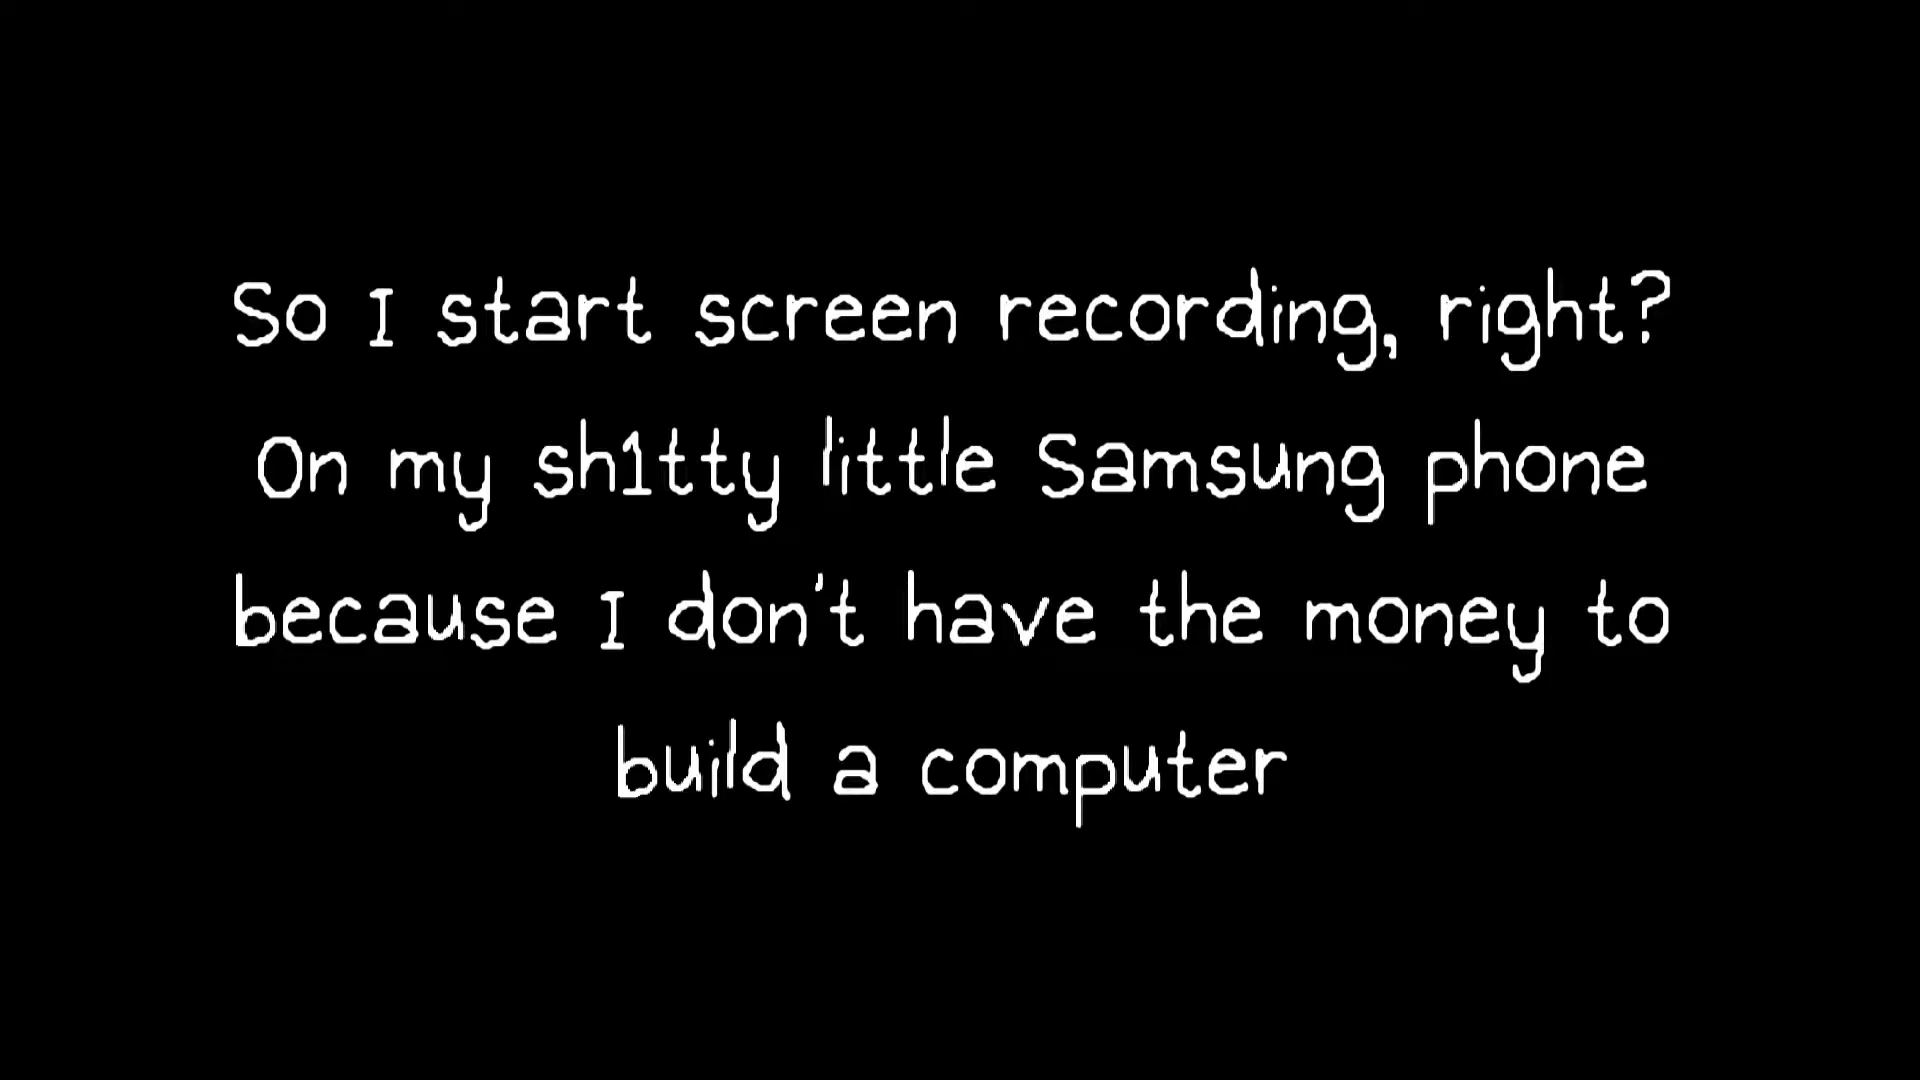 So I start screen recording, right?
On my sh1tty little Samsung phone
because I don't have the money to
build a computer